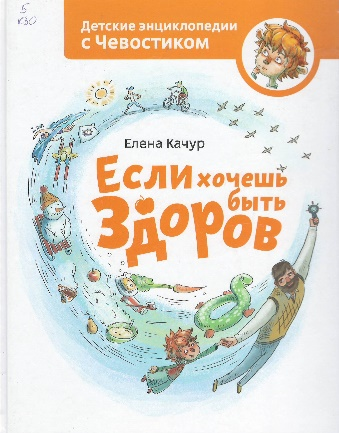 5
К30
Детские энциклопедии
с Чевостиком
Елена Качур
Если хочешь
быть
Здоров